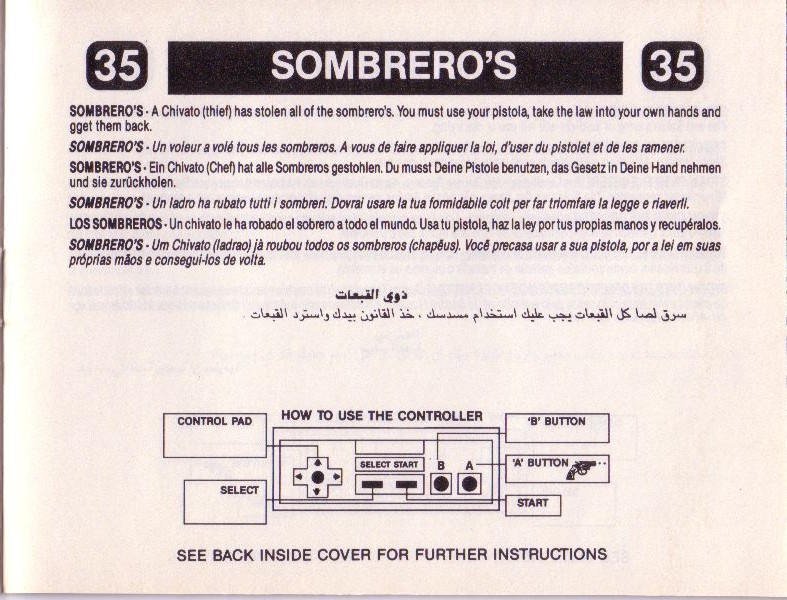 35 SOMBRERO'S 35
SOMBRERO'S - A Chivato (thief) has stolen all of the sombrero's. You must use your pistola, take the law into your own hands and
gget them back.
SOMBRERO'S - Un voleur a volé tous les sombreros. A vous de faire appliquer la loi, d'user du pistolet et de les ramener.
SOMBRERO'S - Ein Chivato (Chef) hat alle Sombreros gestohlen. Du musst Deine Pistole benutzen, das Gesetz in Deine Hand nehmen
und sie zurückholen.
SOMBRERO'S - Un ladro ha rubato tutti i sombreri. Dovrai usare la tua formidabile colt per far triomfare la legge e riaverli.
LOS SOMBREROS - Un chivato le ha robado el sobrero a todo el mundo. Usa tu pistola, haz la ley por tus propias manos y recupéralos.
SOMBRERO'S - Um Chivato (ladrao) jà roubou todos os sombreros (chapēus). Você precasa usar a sua pistola, por a lei em suas
próprias mãos e consegui-los de volta.
ذوى القبعات
سرق لصا كل القبعات يجب عليك استخدام مسدسك ، خذ القانون بيدك واسترد القبعات .
HOW TO USE THE CONTROLLER
CONTROL PAD
'B' BUTTON
SELECT START B A
'A' BUTTON
SELECT
START
SEE BACK INSIDE COVER FOR FURTHER INSTRUCTIONS